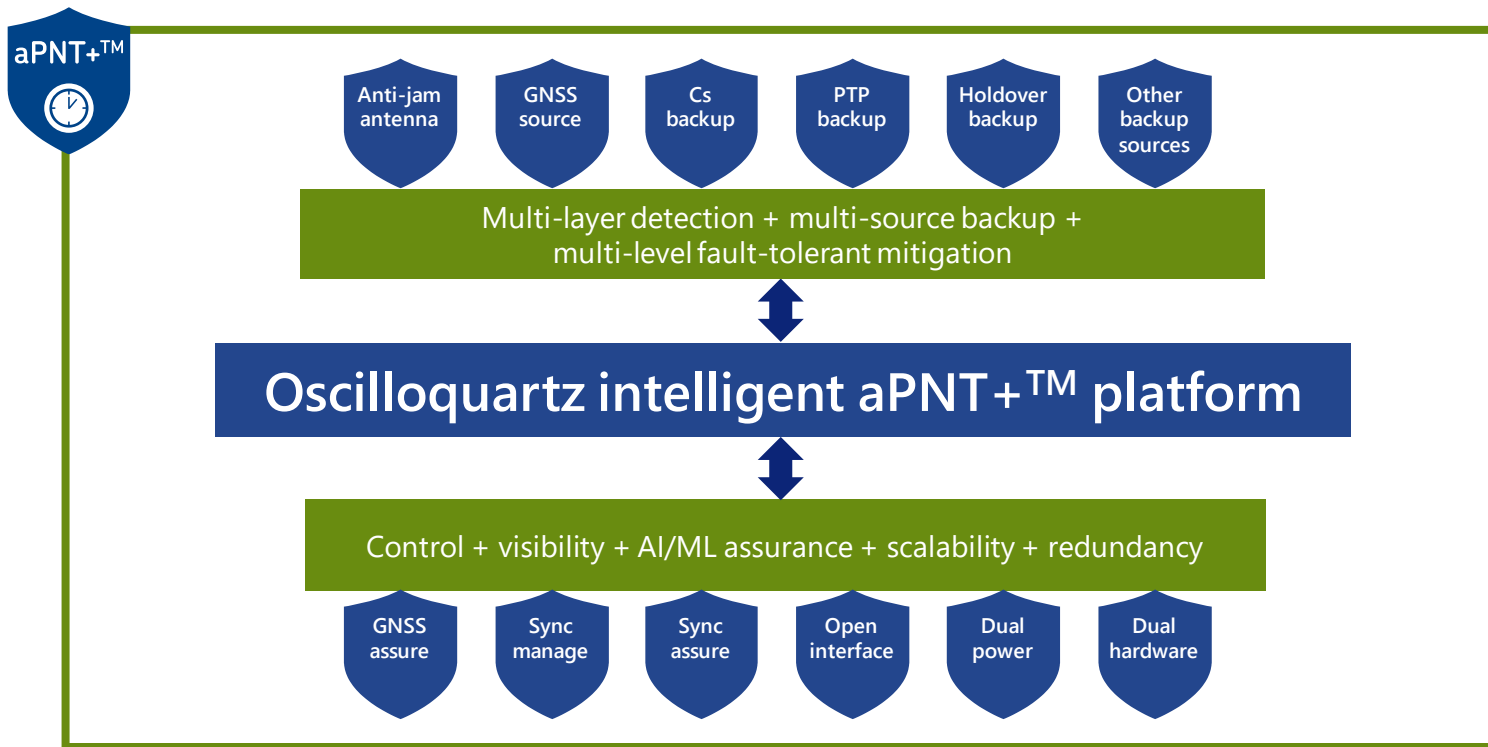 aPNT+™
Anti-jam
antenna
GNSS
source
Cs
backup
PTP
backup
Holdover
backup
Other
backup
sources
Multi-layer detection + multi-source backup +
multi-level fault-tolerant mitigation
Oscilloquartz intelligent aPNT+™ platform
Control + visibility + AI/ML assurance + scalability + redundancy
GNSS
assure
Sync
manage
Sync
assure
Open
interface
Dual
power
Dual
hardware